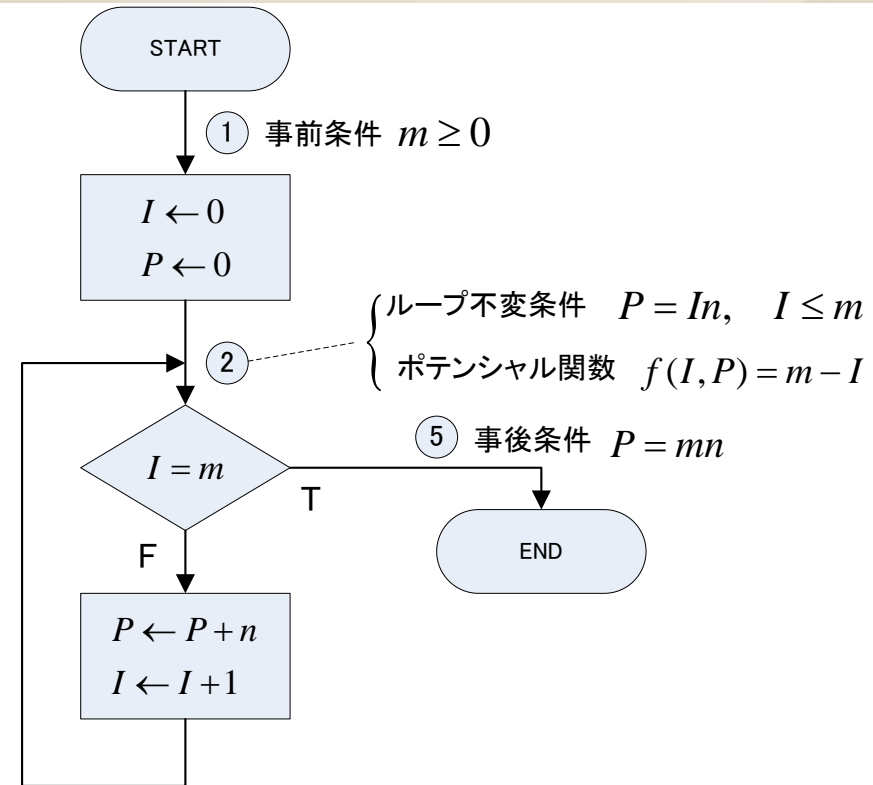 START
1 事前条件 m ≥ 0
I ← 0
P ← 0
ループ不変条件 P = In, I ≤ m
2
ポテンシャル関数 f(I, P) = m − I
5 事後条件 P = mn
I = m
T
F
END
P ← P + n
I ← I + 1